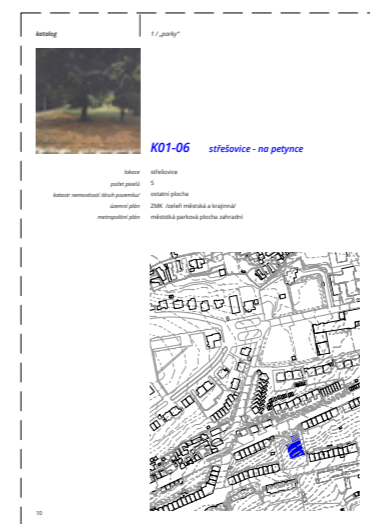 katalog
1 / „parky“
K01-06 střešovice - na petynce
lokace střešovice
počet pixelů 5
katastr nemovitostí /druh pozemku/ ostatní plocha
územní plán ZMK /zeleň městská a krajinná/
metropolitní plán městská parková plocha zahradní
10